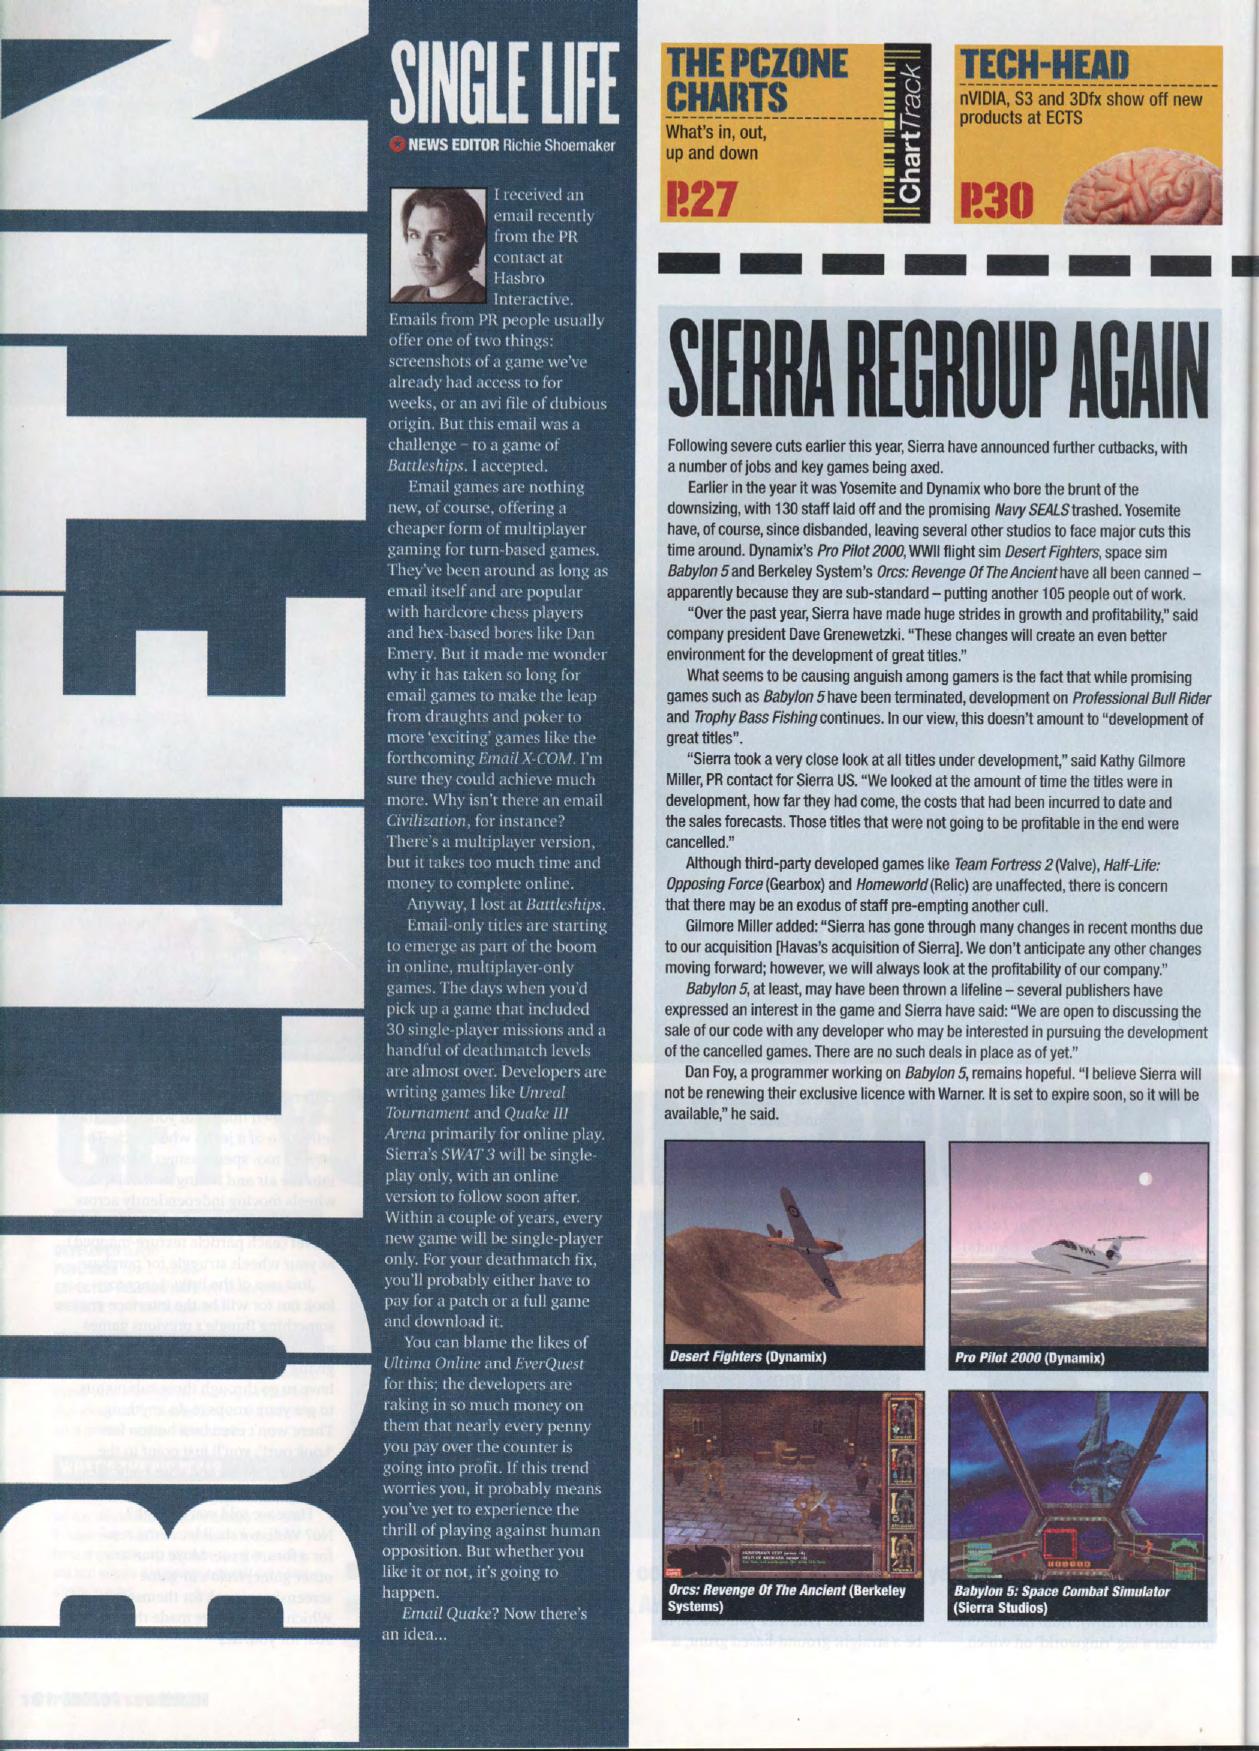 BULLETIN
SINGLE LIFE
NEWS EDITOR Richie Shoemaker
I received an
email recently
from the PR
contact at
Hasbro
Interactive.
Emails from PR people usually
offer one of two things:
screenshots of a game we've
already had access to for
weeks, or an avi file of dubious
origin. But this email was a
challenge – to a game of
Battleships. I accepted.
Email games are nothing
new, of course, offering a
cheaper form of multiplayer
gaming for turn-based games.
They've been around as long as
email itself and are popular
with hardcore chess players
and hex-based bores like Dan
Emery. But it made me wonder
why it has taken so long for
email games to make the leap
from draughts and poker to
more 'exciting' games like the
forthcoming Email X-COM. I'm
sure they could achieve much
more. Why isn't there an email
Civilization, for instance?
There's a multiplayer version,
but it takes too much time and
money to complete online.
Anyway, I lost at Battleships.
Email-only titles are starting
to emerge as part of the boom
in online, multiplayer-only
games. The days when you'd
pick up a game that included
30 single-player missions and a
handful of deathmatch levels
are almost over. Developers are
writing games like Unreal
Tournament and Quake III
Arena primarily for online play.
Sierra's SWAT 3 will be single-
play only, with an online
version to follow soon after.
Within a couple of years, every
new game will be single-player
only. For your deathmatch fix,
you'll probably either have to
pay for a patch or a full game
and download it.
You can blame the likes of
Ultima Online and EverQuest
for this; the developers are
raking in so much money on
them that nearly every penny
you pay over the counter is
going into profit. If this trend
worries you, it probably means
you've yet to experience the
thrill of playing against human
opposition. But whether you
like it or not, it's going to
happen.
Email Quake? Now there's
an idea...
THE PCZONE
CHARTS
What's in, out,
up and down
P.27
ChartTrack
TECH-HEAD
nVIDIA, S3 and 3Dfx show off new
products at ECTS
P.30
SIERRA REGROUP AGAIN
Following severe cuts earlier this year, Sierra have announced further cutbacks, with
a number of jobs and key games being axed.
Earlier in the year it was Yosemite and Dynamix who bore the brunt of the
downsizing, with 130 staff laid off and the promising Navy SEALS trashed. Yosemite
have, of course, since disbanded, leaving several other studios to face major cuts this
time around. Dynamix's Pro Pilot 2000, WWII flight sim Desert Fighters, space sim
Babylon 5 and Berkeley System's Orcs: Revenge Of The Ancient have all been canned –
apparently because they are sub-standard – putting another 105 people out of work.
"Over the past year, Sierra have made huge strides in growth and profitability," said
company president Dave Grenewetzki. "These changes will create an even better
environment for the development of great titles."
What seems to be causing anguish among gamers is the fact that while promising
games such as Babylon 5 have been terminated, development on Professional Bull Rider
and Trophy Bass Fishing continues. In our view, this doesn't amount to "development of
great titles".
"Sierra took a very close look at all titles under development," said Kathy Gilmore
Miller, PR contact for Sierra US. "We looked at the amount of time the titles were in
development, how far they had come, the costs that had been incurred to date and
the sales forecasts. Those titles that were not going to be profitable in the end were
cancelled."
Although third-party developed games like Team Fortress 2 (Valve), Half-Life:
Opposing Force (Gearbox) and Homeworld (Relic) are unaffected, there is concern
that there may be an exodus of staff pre-empting another cull.
Gilmore Miller added: "Sierra has gone through many changes in recent months due
to our acquisition [Havas's acquisition of Sierra]. We don't anticipate any other changes
moving forward; however, we will always look at the profitability of our company."
Babylon 5, at least, may have been thrown a lifeline – several publishers have
expressed an interest in the game and Sierra have said: "We are open to discussing the
sale of our code with any developer who may be interested in pursuing the development
of the cancelled games. There are no such deals in place as of yet."
Dan Foy, a programmer working on Babylon 5, remains hopeful. "I believe Sierra will
not be renewing their exclusive licence with Warner. It is set to expire soon, so it will be
available," he said.
Desert Fighters (Dynamix)
Pro Pilot 2000 (Dynamix)
Orcs: Revenge Of The Ancient (Berkeley
Systems)
Babylon 5: Space Combat Simulator
(Sierra Studios)